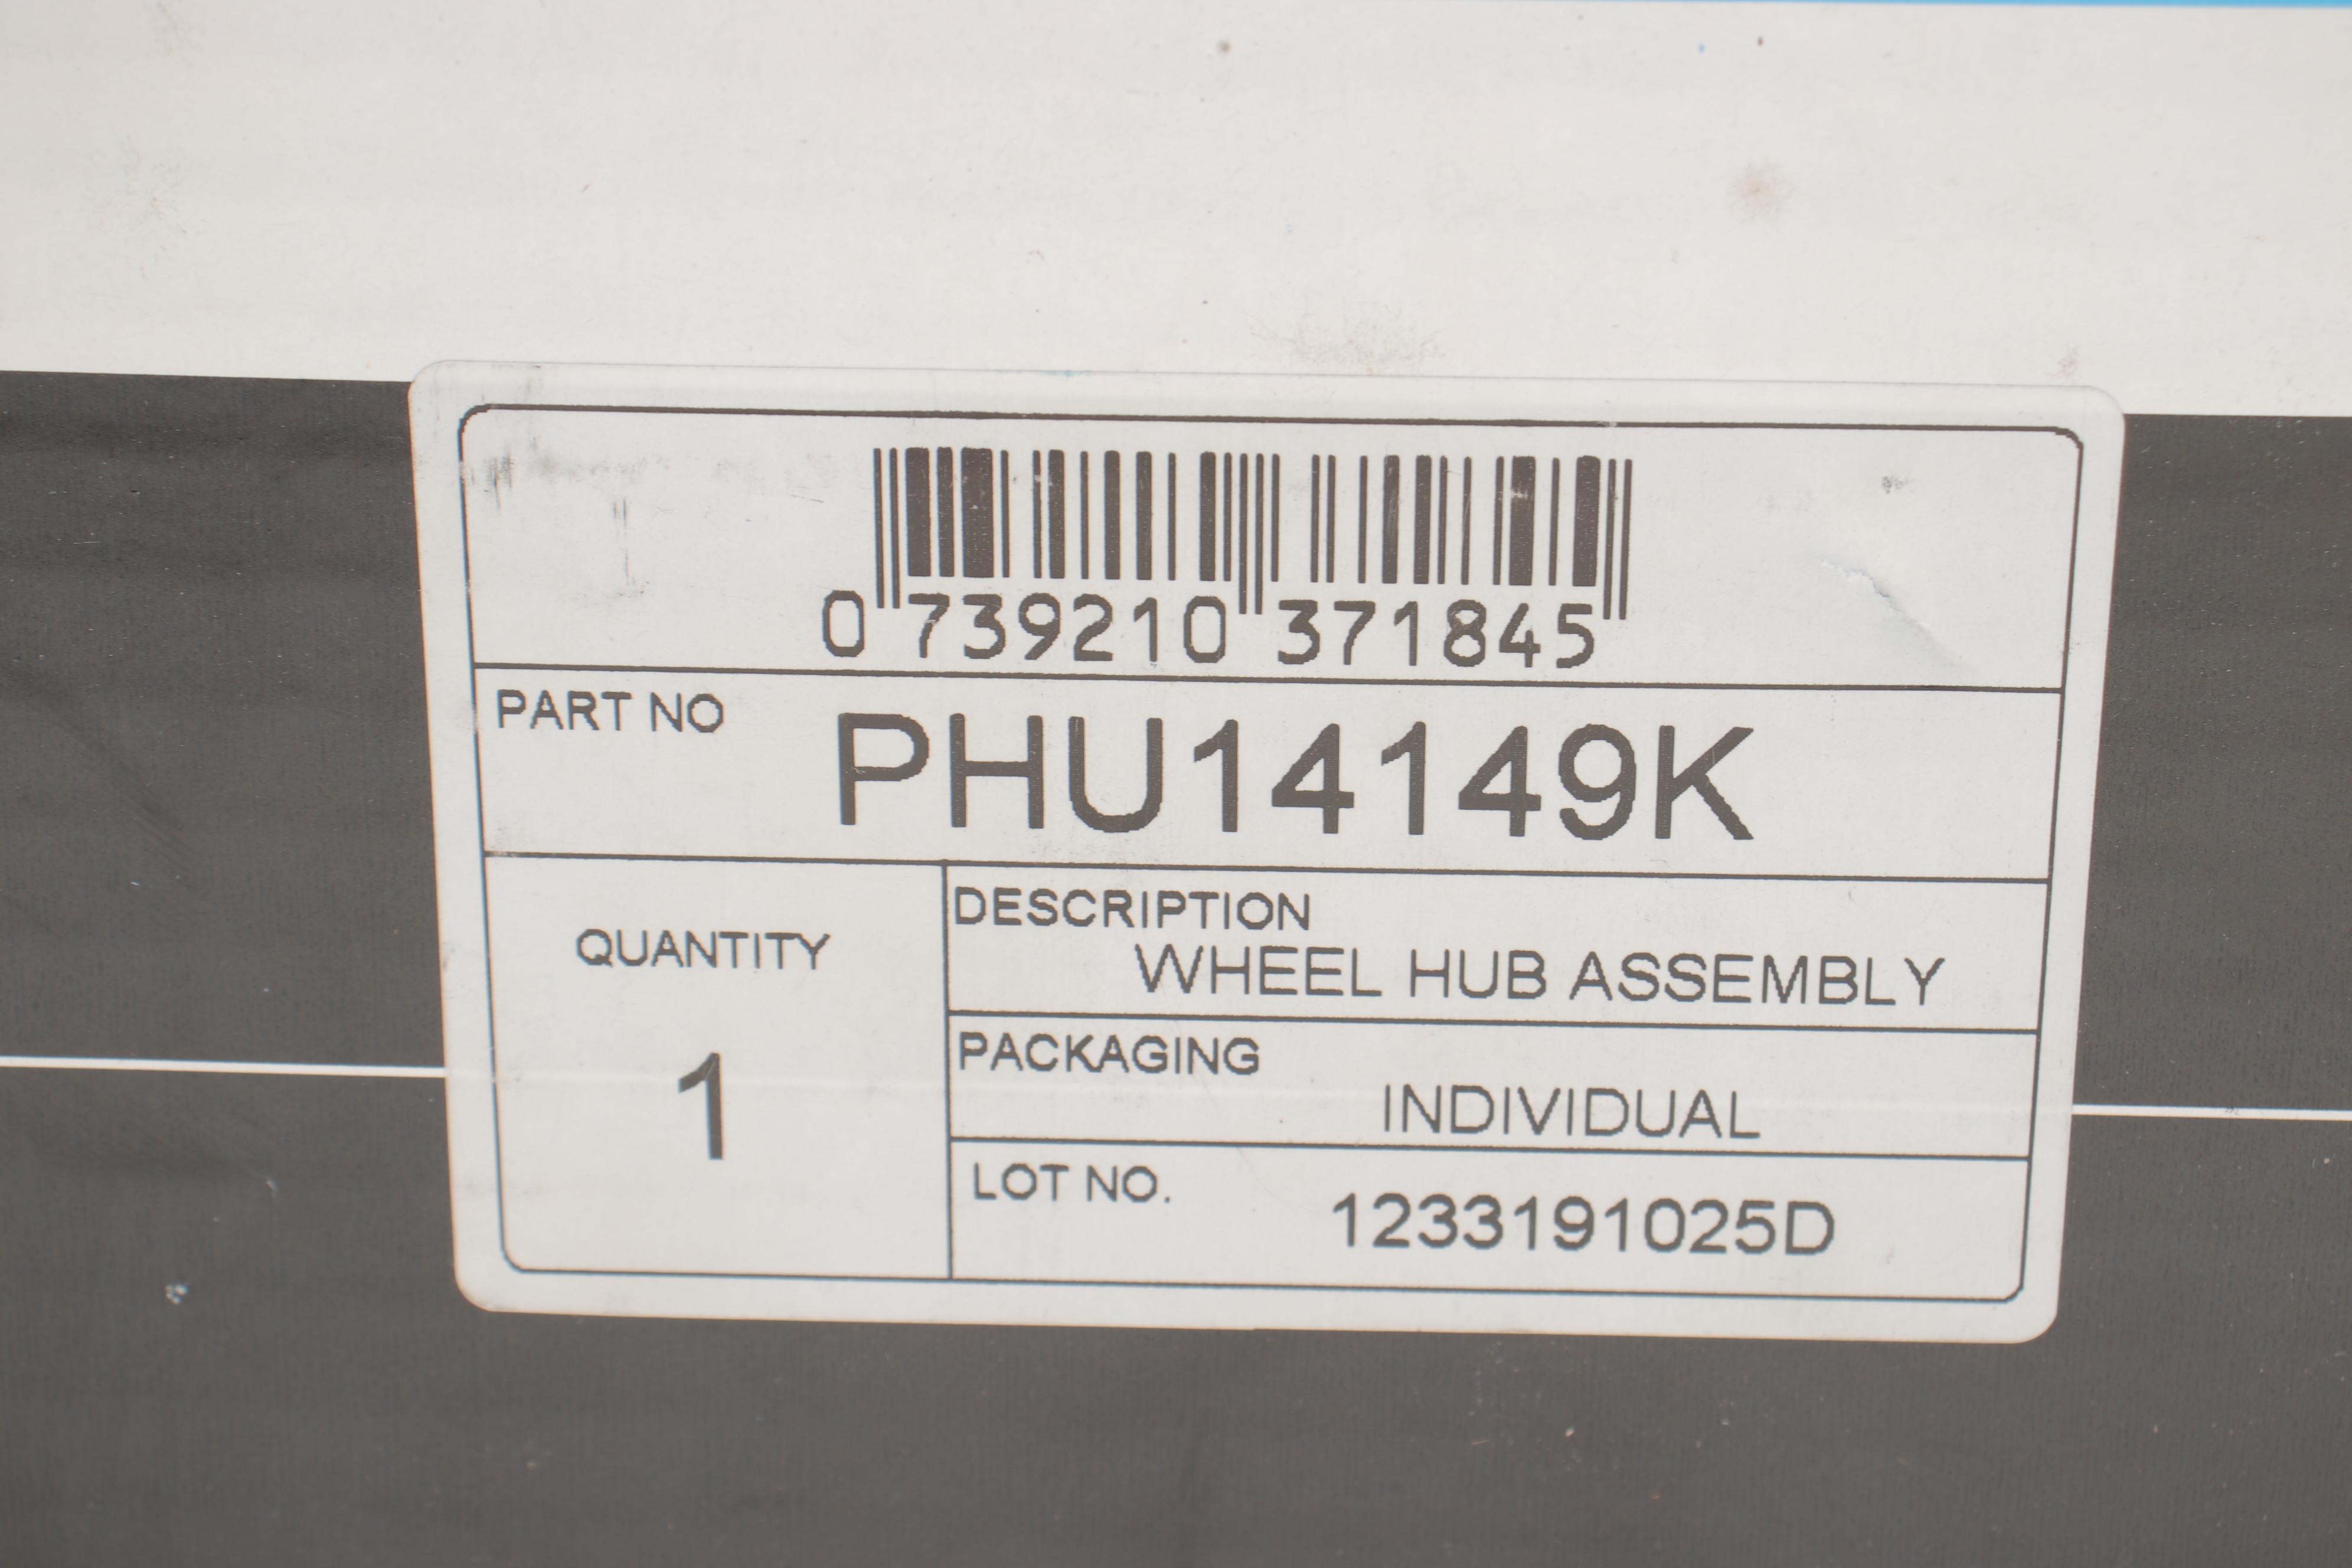 0 739210 371845
PART NO PHU14149K
QUANTITY
1
DESCRIPTION
WHEEL HUB ASSEMBLY
PACKAGING
INDIVIDUAL
LOT NO. 1233191025D